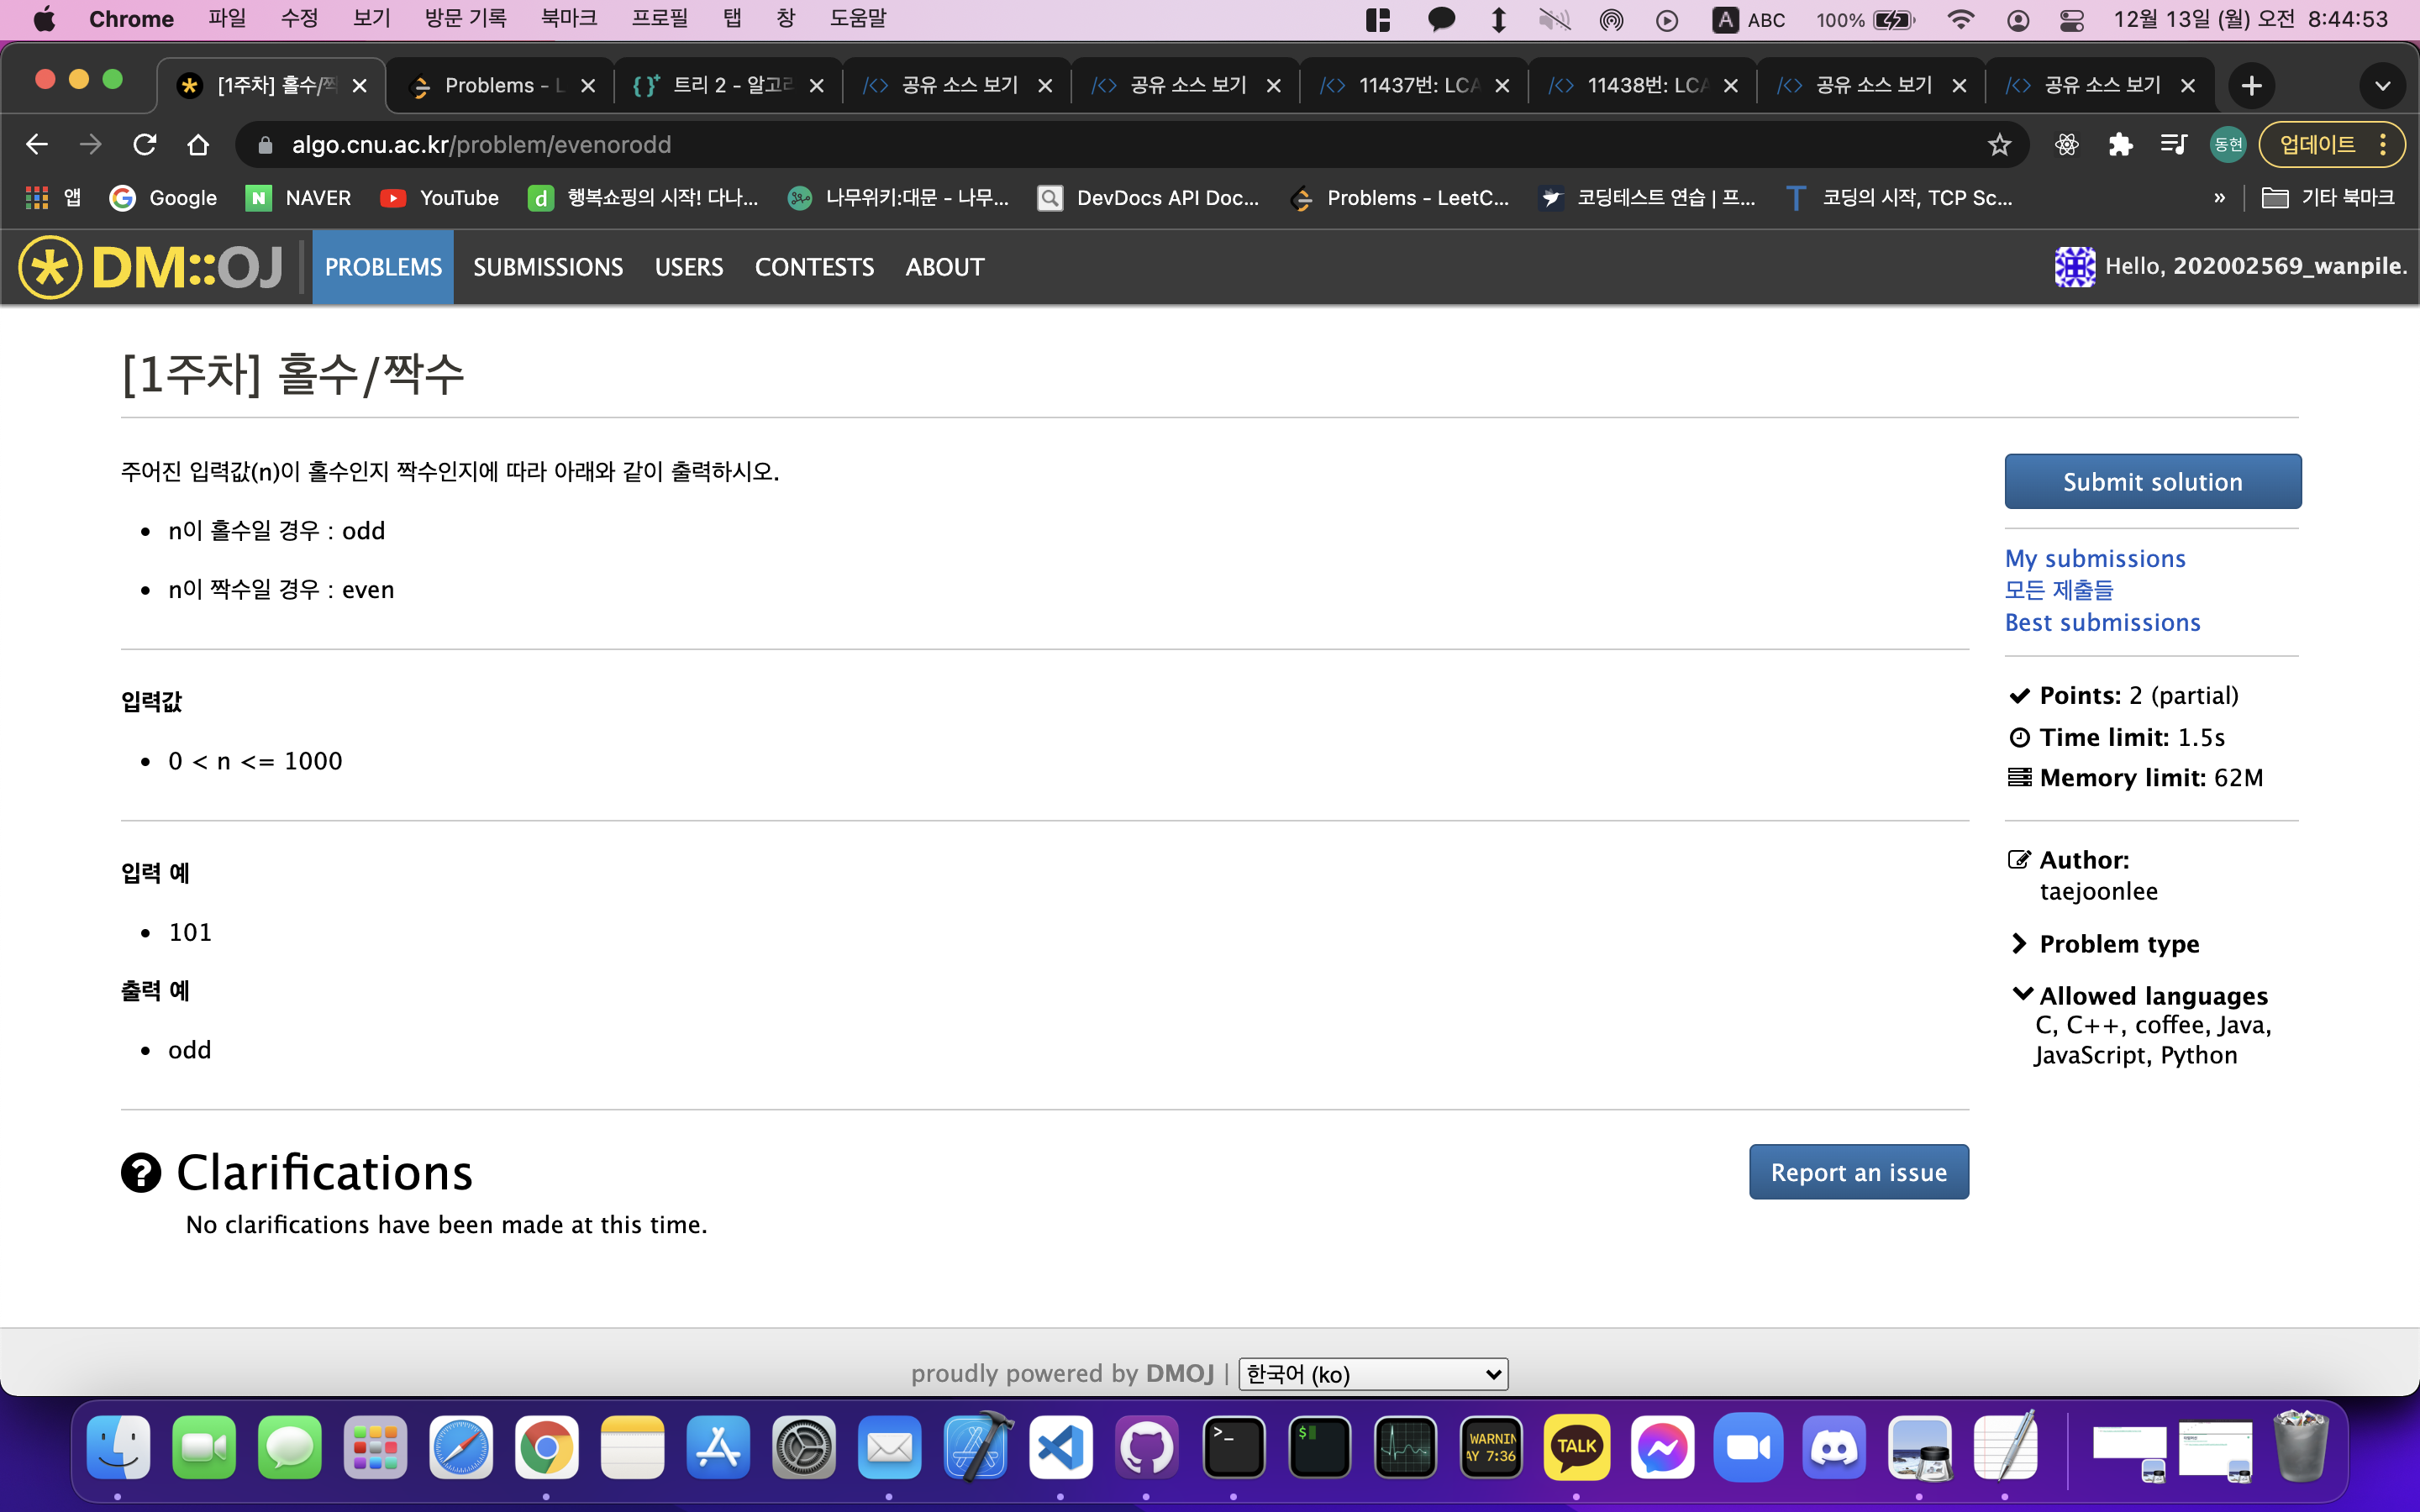 Chrome 파일 수정 보기 방문 기록 북마크 프로필 탭 창 도움말 A ABC 100% 12월 13일 (월) 오전 8:44:53
[1주차] 홀수/짝 Problems - L 트리 2 - 알고리 공유 소스 보기 공유 소스 보기 11437번: LCA 11438번: LCA 공유 소스 보기 공유 소스 보기
algo.cnu.ac.kr/problem/evenorodd 동현 업데이트
앱 Google NAVER YouTube 행복쇼핑의 시작! 다나... 나무위키:대문 - 나무... DevDocs API Doc... Problems - LeetC... 코딩테스트 연습 | 프... 코딩의 시작, TCP Sc... » 기타 북마크
DM::OJ PROBLEMS SUBMISSIONS USERS CONTESTS ABOUT Hello, 202002569_wanpile.
[1주차] 홀수/짝수
주어진 입력값(n)이 홀수인지 짝수인지에 따라 아래와 같이 출력하시오.
• n이 홀수일 경우 : odd
• n이 짝수일 경우 : even
입력값
• 0 < n <= 1000
입력 예
• 101
출력 예
• odd
Clarifications
Report an issue
No clarifications have been made at this time.
Submit solution
My submissions
모든 제출들
Best submissions
Points: 2 (partial)
Time limit: 1.5s
Memory limit: 62M
Author:
taejoonlee
Problem type
Allowed languages
C, C++, coffee, Java,
JavaScript, Python
proudly powered by DMOJ | 한국어 (ko)
WARNIN
AY 7:36
TALK